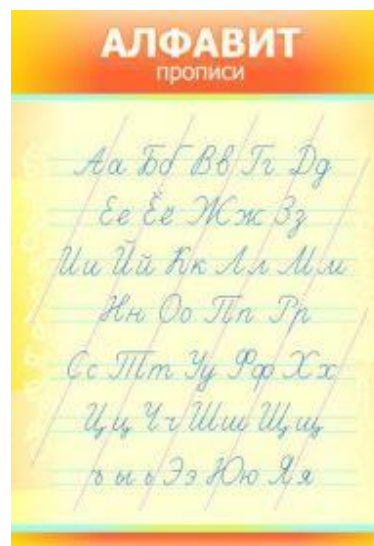 АЛФАВИТ
прописи
Аа Бб Вв Гг Дд
Ее Ёё Жж Зз
Ии Йй Кк Лл Мм
Нн Оо Пп Рр
Сс Тт Уу Фф Хх
Цц Чч Шш Щщ
ъ ы ь Ээ Юю Яя